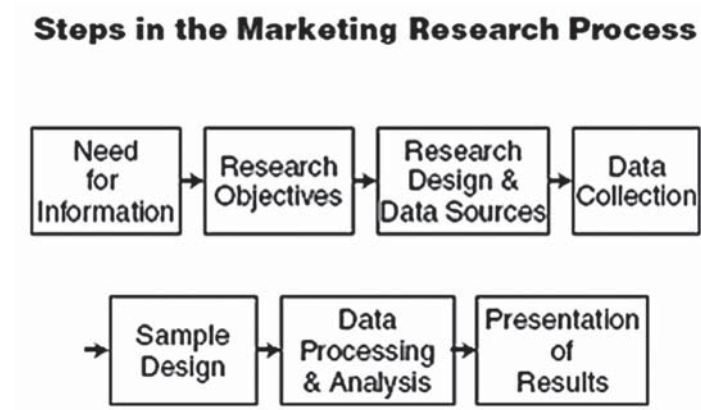 Steps in the Marketing Research Process
Need
for
Information
Research
Objectives
Research
Design &
Data Sources
Data
Collection
Sample
Design
Data
Processing
& Analysis
Presentation
of
Results